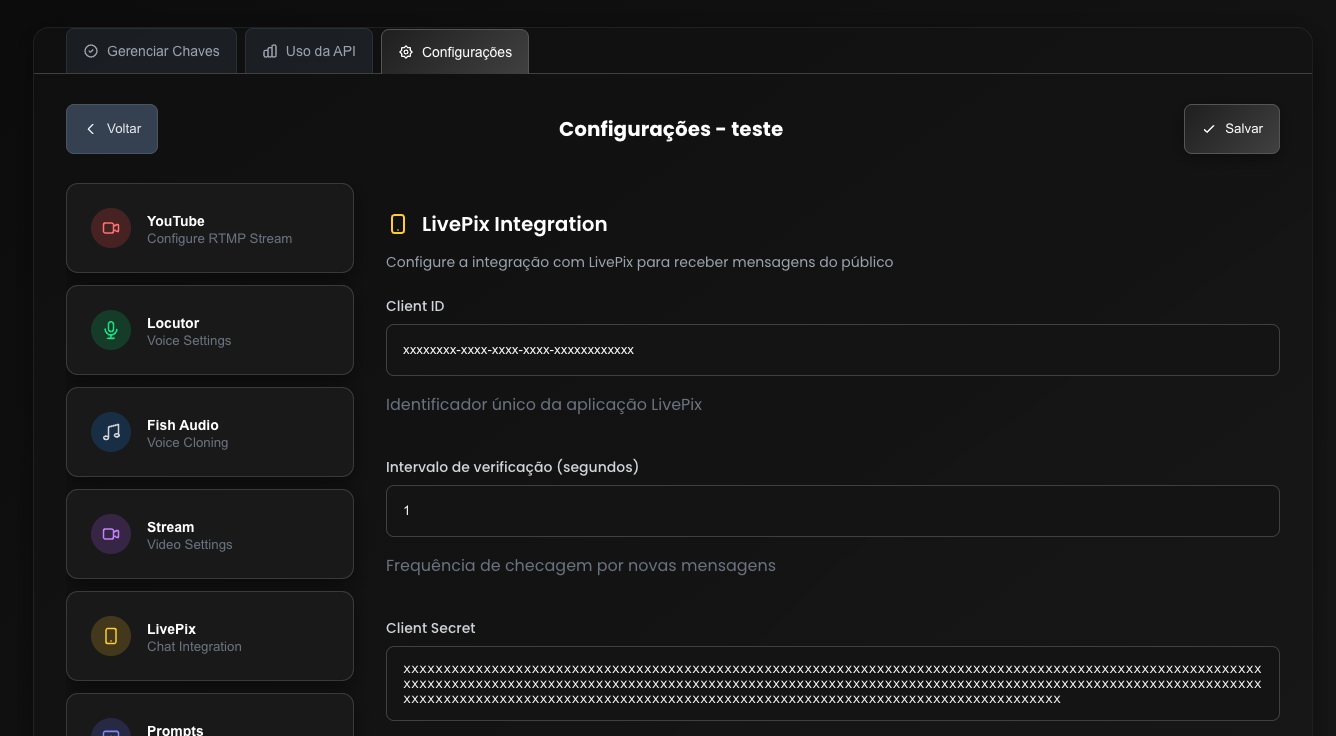 Gerenciar Chaves
Uso da API
Configurações
Voltar
Configurações - teste
Salvar
YouTube
Configure RTMP Stream
Locutor
Voice Settings
Fish Audio
Voice Cloning
Stream
Video Settings
LivePix
Chat Integration
Prompts
LivePix Integration
Configure a integração com LivePix para receber mensagens do público
Client ID
xxxxxxxx-xxxx-xxxx-xxxx-xxxxxxxxxxxx
Identificador único da aplicação LivePix
Intervalo de verificação (segundos)
1
Frequência de checagem por novas mensagens
Client Secret
xxxxxxxxxxxxxxxxxxxxxxxxxxxxxxxxxxxxxxxxxxxxxxxxxxxxxxxxxxxxxxxxxxxxxxxxxxxxxxxxxxxxxxxxxxxxxxxxxxxxxxxxxxx
xxxxxxxxxxxxxxxxxxxxxxxxxxxxxxxxxxxxxxxxxxxxxxxxxxxxxxxxxxxxxxxxxxxxxxxxxxxxxxxxxxxxxxxxxxxxxxxxxxxxxxxxxxx
xxxxxxxxxxxxxxxxxxxxxxxxxxxxxxxxxxxxxxxxxxxxxxxxxxxxxxxxxxxxxxxxxxxxxxxxxxxxxxxxxx